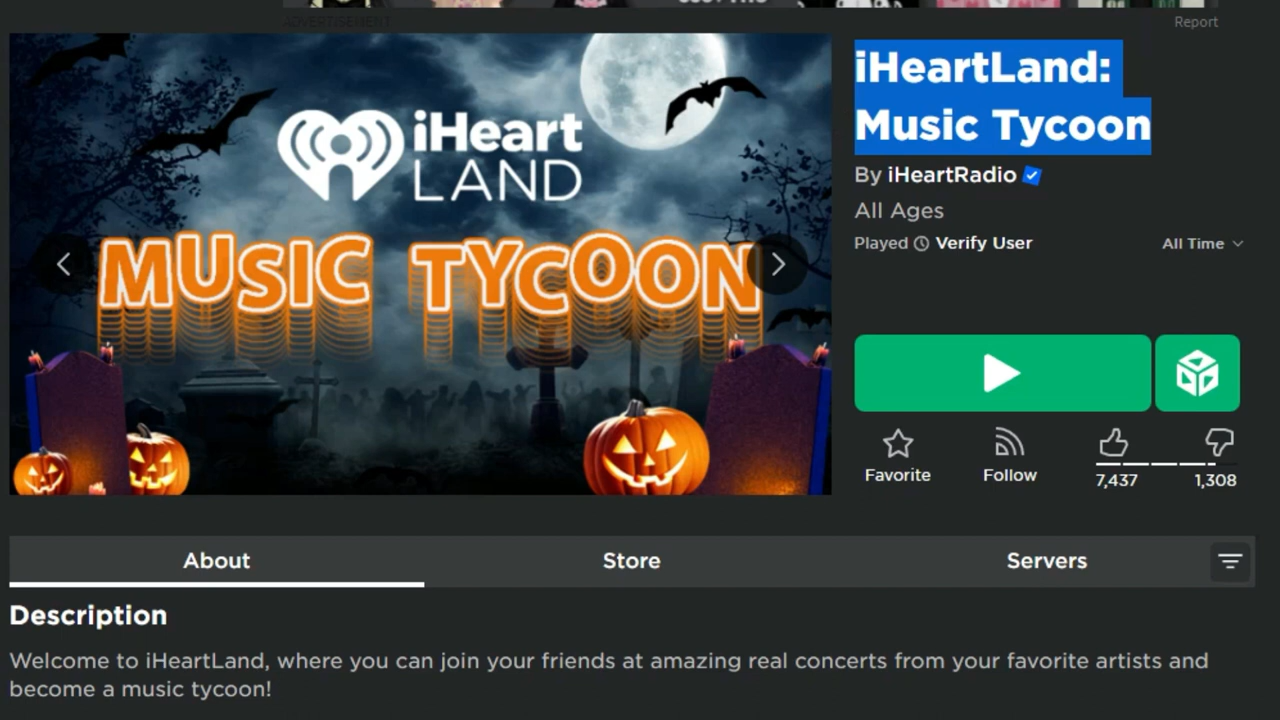 ADVERTISEMENT
Report
iHeart
LAND
MUSIC TYCOON
iHeartLand:
Music Tycoon
By iHeartRadio
All Ages
Played Verify User
All Time
Favorite
Follow
7,437
1,308
About
Store
Servers
Description
Welcome to iHeartLand, where you can join your friends at amazing real concerts from your favorite artists and
become a music tycoon!